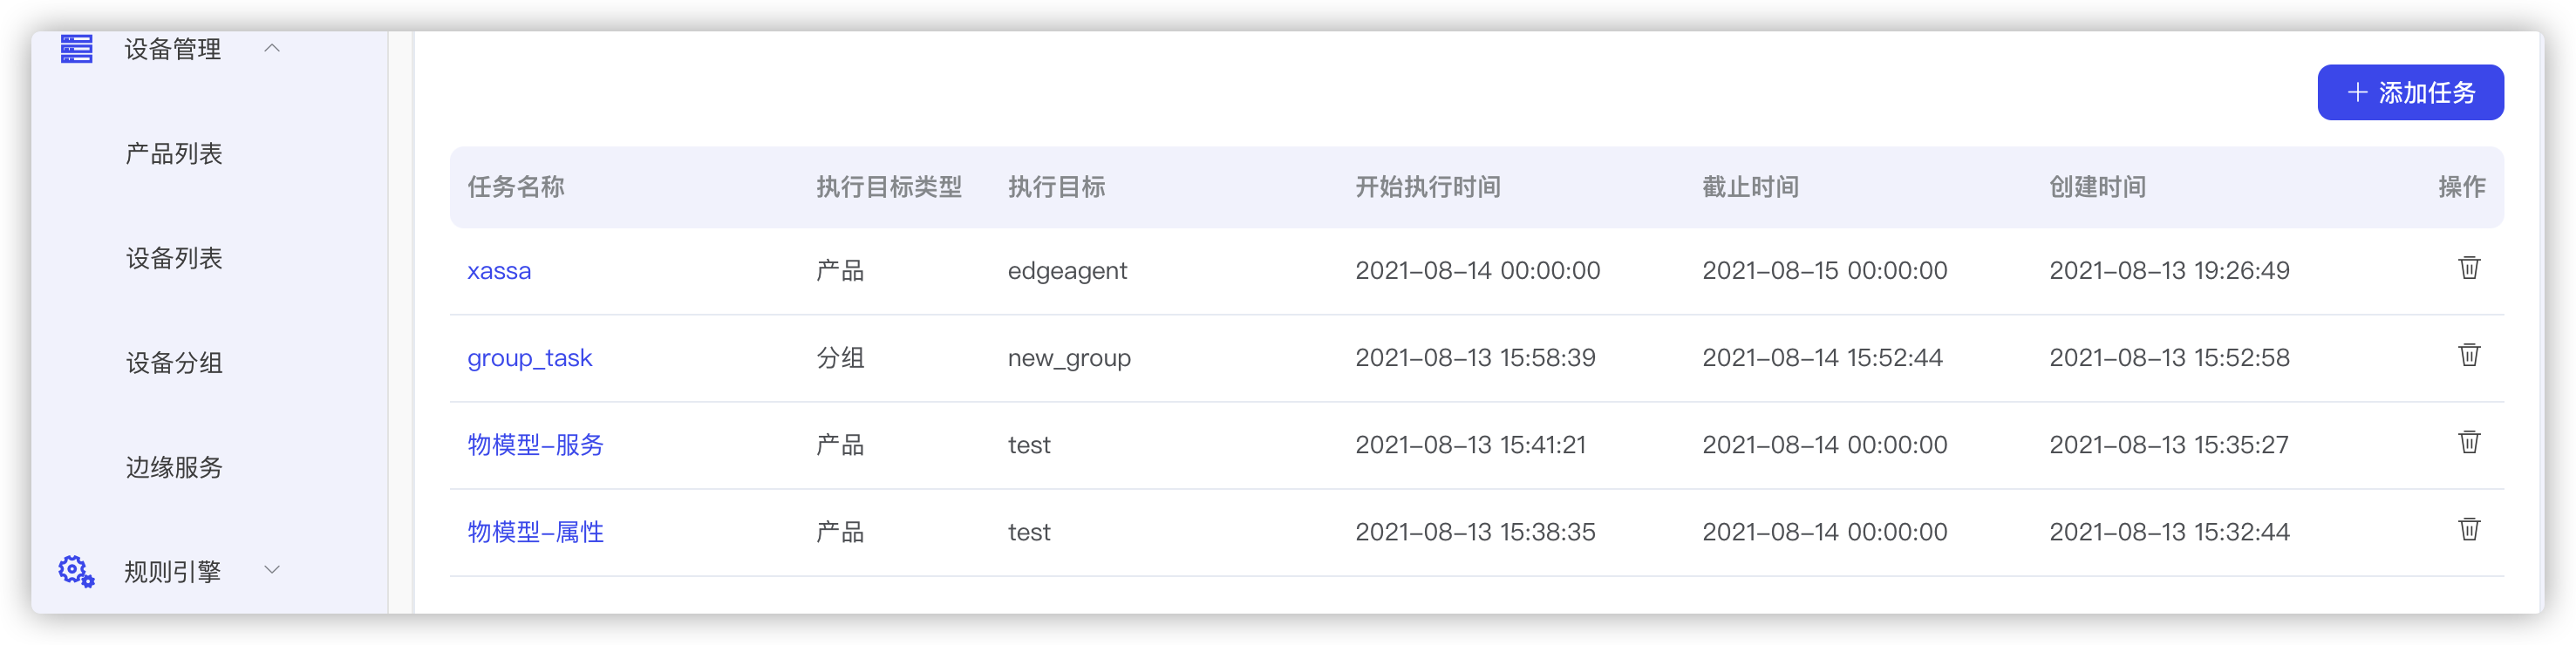 设备管理
产品列表
设备列表
设备分组
边缘服务
规则引擎
添加任务
任务名称 执行目标类型 执行目标 开始执行时间 截止时间 创建时间 操作
xassa 产品 edgeagent 2021-08-14 00:00:00 2021-08-15 00:00:00 2021-08-13 19:26:49
group_task 分组 new_group 2021-08-13 15:58:39 2021-08-14 15:52:44 2021-08-13 15:52:58
物模型-服务 产品 test 2021-08-13 15:41:21 2021-08-14 00:00:00 2021-08-13 15:35:27
物模型-属性 产品 test 2021-08-13 15:38:35 2021-08-14 00:00:00 2021-08-13 15:32:44